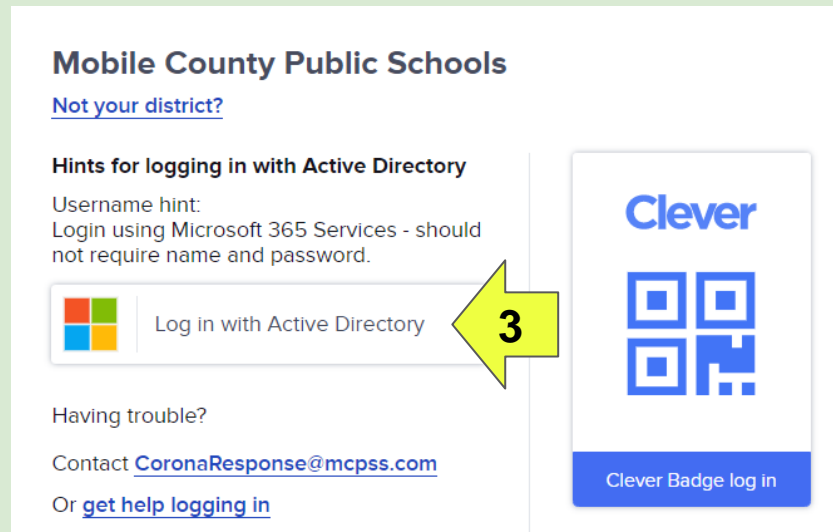 Mobile County Public Schools
Not your district?
Hints for logging in with Active Directory
Username hint:
Login using Microsoft 365 Services - should
not require name and password.
Log in with Active Directory
3
Having trouble?
Contact CoronaResponse@mcpss.com
Or get help logging in
Clever
Clever Badge log in